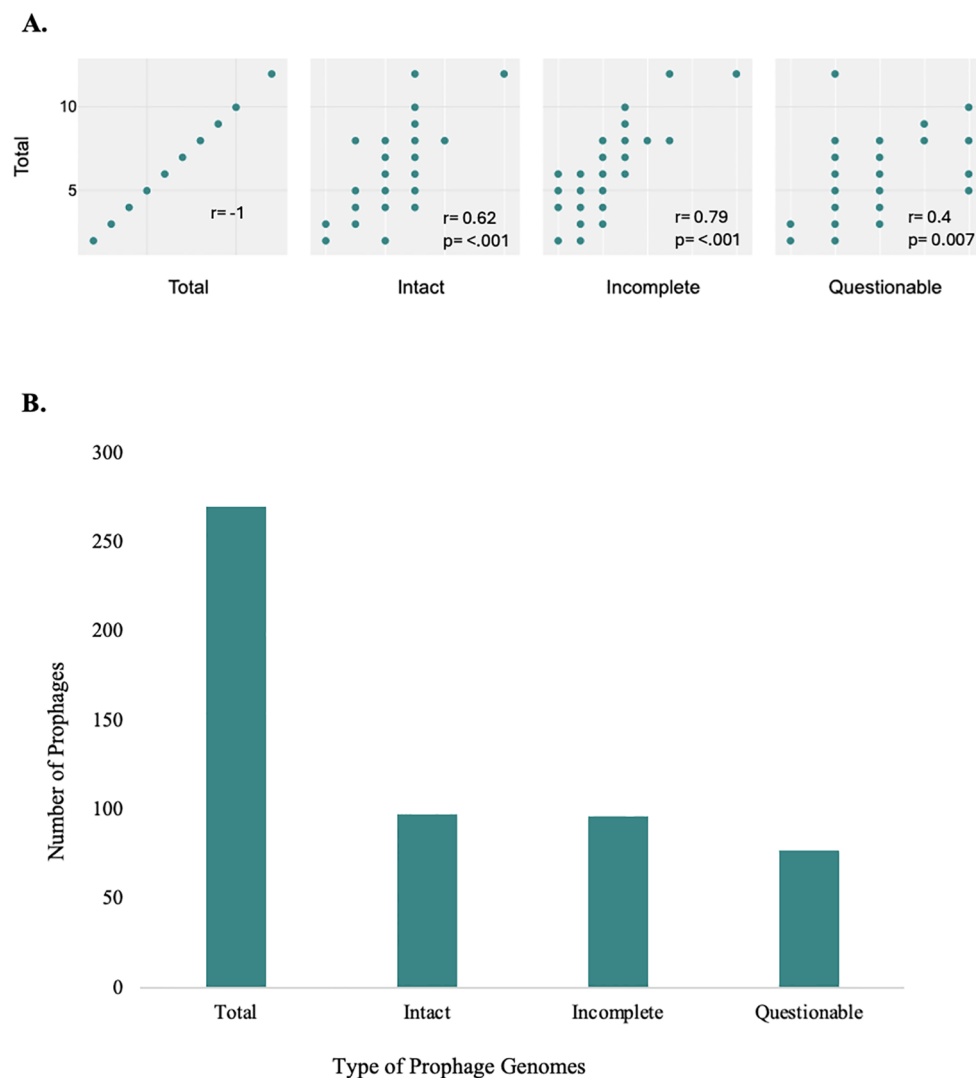 A.
Total
10
5
r= -1
r= 0.62
p= <.001
r= 0.79
p= <.001
r= 0.4
p= 0.007
Total
Intact
Incomplete
Questionable
B.
Number of Prophages
300
250
200
150
100
50
0
Total
Intact
Incomplete
Questionable
Type of Prophage Genomes